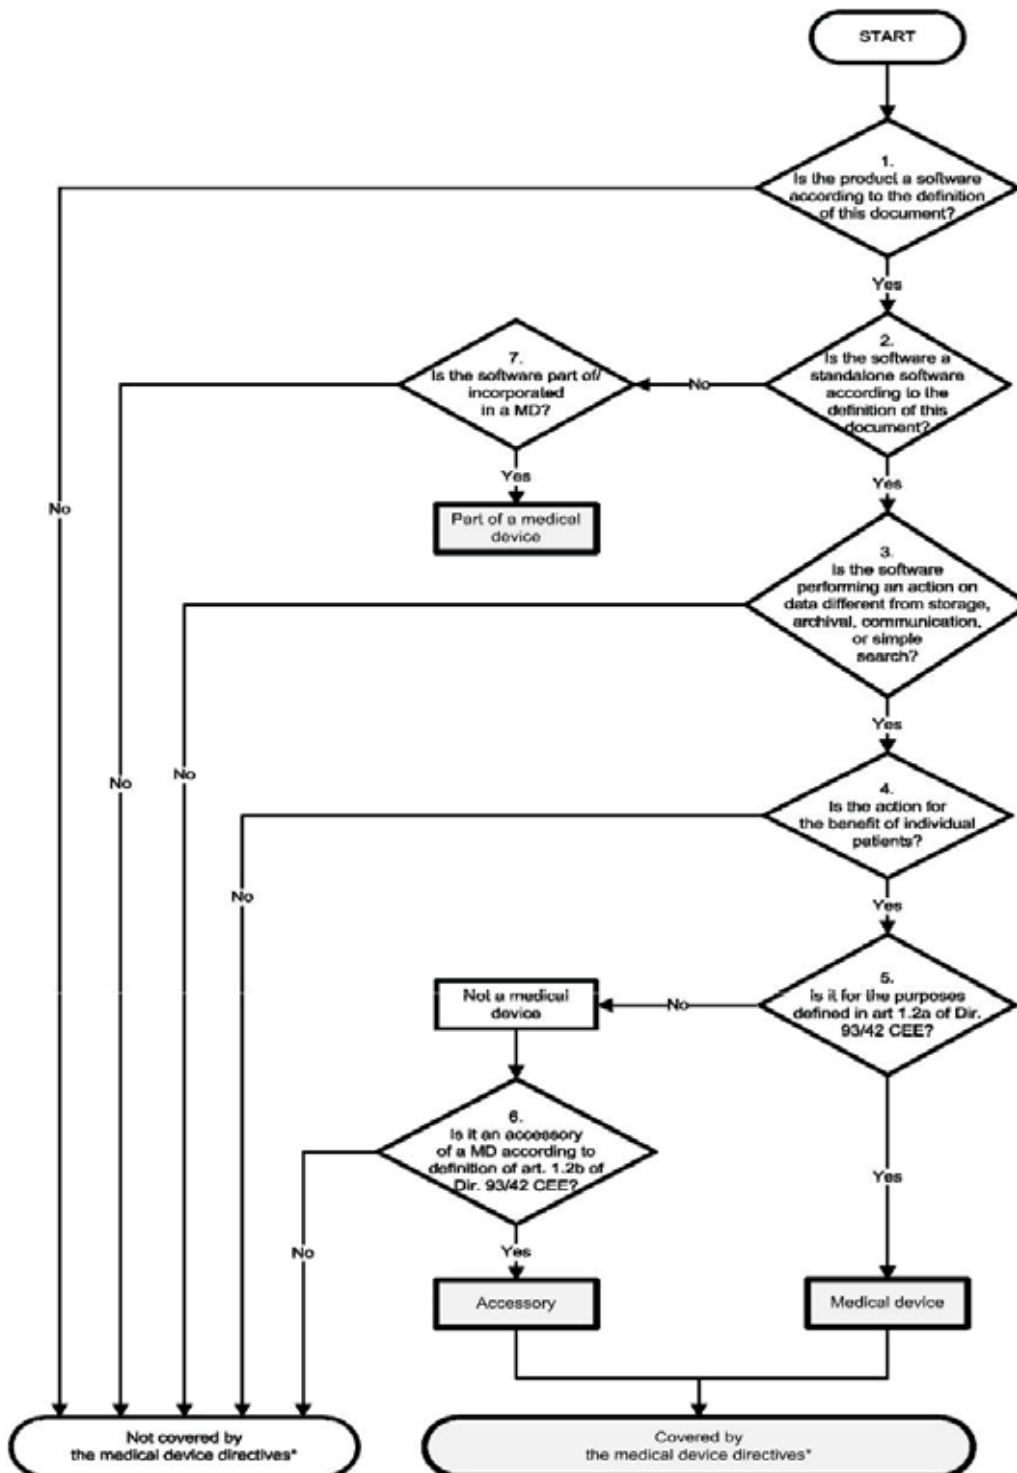 START
1.
Is the product a software
according to the definition
of this document?
No
Yes
2.
Is the software a
standalone software
according to the
definition of this
document?
No
7.
Is the software part of/
incorporated
in a MD?
Yes
Part of a medical
device
No
Yes
3.
Is the software
performing an action on
data different from storage,
archival, communication,
or simple
search?
No
Yes
4.
Is the action for
the benefit of individual
patients?
No
Yes
5.
Is it for the purposes
defined in art 1.2a of Dir.
93/42 CEE?
No
Not a medical
device
6.
Is it an accessory
of a MD according to
definition of art. 1.2b of
Dir. 93/42 CEE?
No
Yes
Yes
Accessory
Medical device
Not covered by
the medical device directives*
Covered by
the medical device directives*